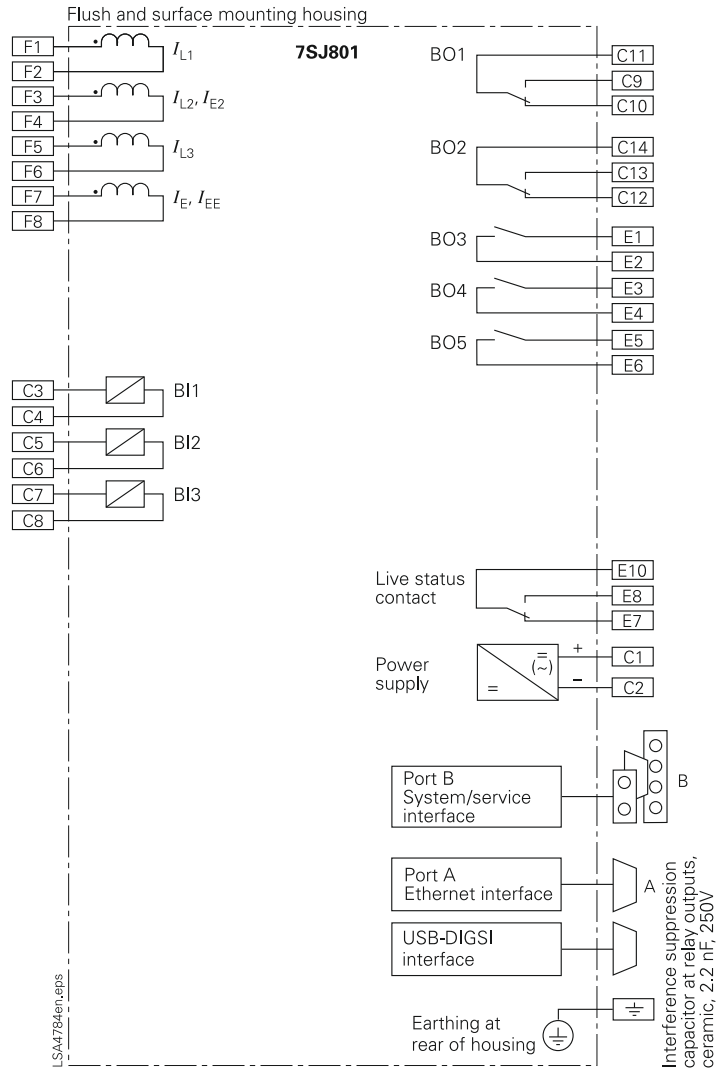 Flush and surface mounting housing
7SJ801
F1
F2
F3
F4
F5
F6
F7
F8
I_L1
I_L2, I_E2
I_L3
I_E, I_EE
C3
C4
C5
C6
C7
C8
BI1
BI2
BI3
BO1
C11
C9
C10
BO2
C14
C13
C12
BO3
E1
E2
BO4
E3
E4
BO5
E5
E6
Live status
contact
E10
E8
E7
Power
supply
=
(~)
=
+
–
C1
C2
Port B
System/service
interface
B
Port A
Ethernet interface
A
USB-DIGSI
interface
Earthing at
rear of housing
Interference suppression
capacitor at relay outputs,
ceramic, 2.2 nF, 250V
LSA4784en.eps